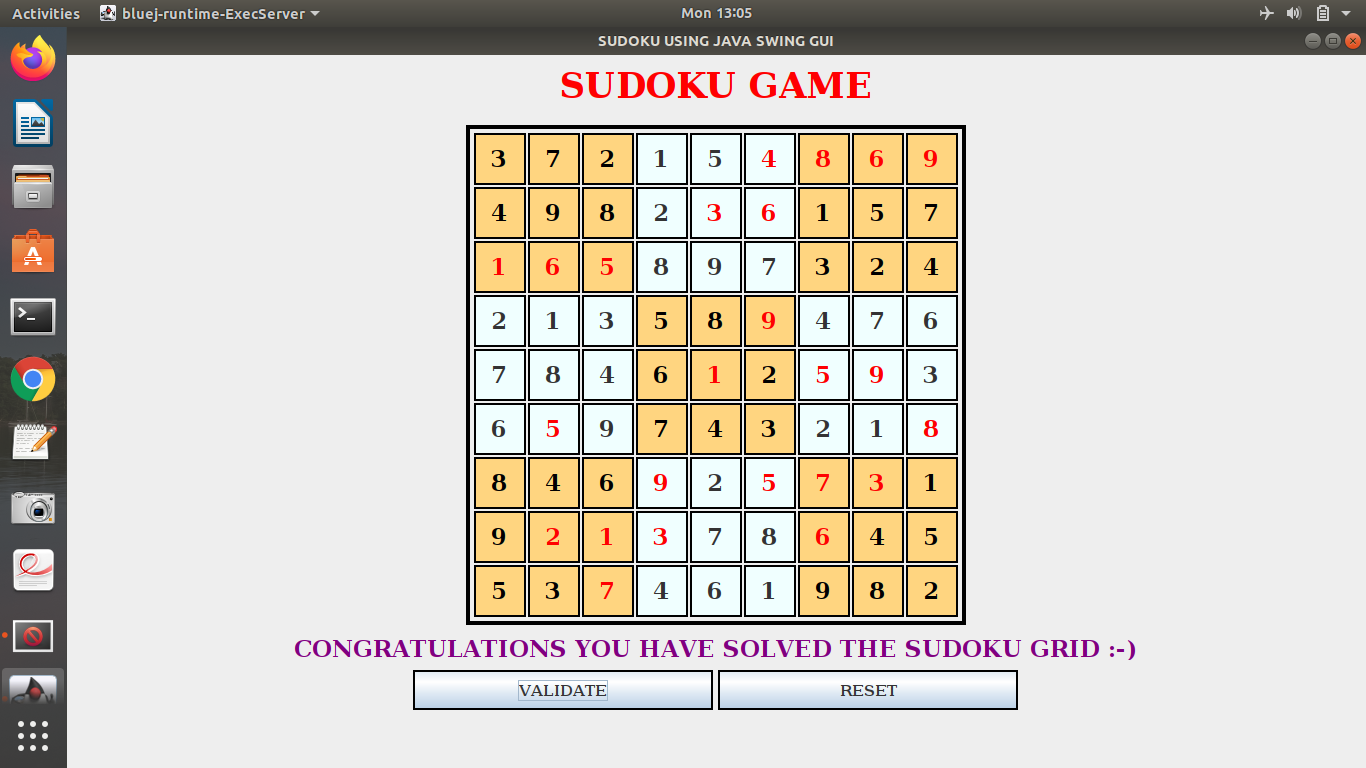 Activities bluej-runtime-ExecServer Mon 13:05
SUDOKU USING JAVA SWING GUI
SUDOKU GAME
3 7 2 1 5 4 8 6 9
4 9 8 2 3 6 1 5 7
1 6 5 8 9 7 3 2 4
2 1 3 5 8 9 4 7 6
7 8 4 6 1 2 5 9 3
6 5 9 7 4 3 2 1 8
8 4 6 9 2 5 7 3 1
9 2 1 3 7 8 6 4 5
5 3 7 4 6 1 9 8 2
CONGRATULATIONS YOU HAVE SOLVED THE SUDOKU GRID :-)
VALIDATE RESET